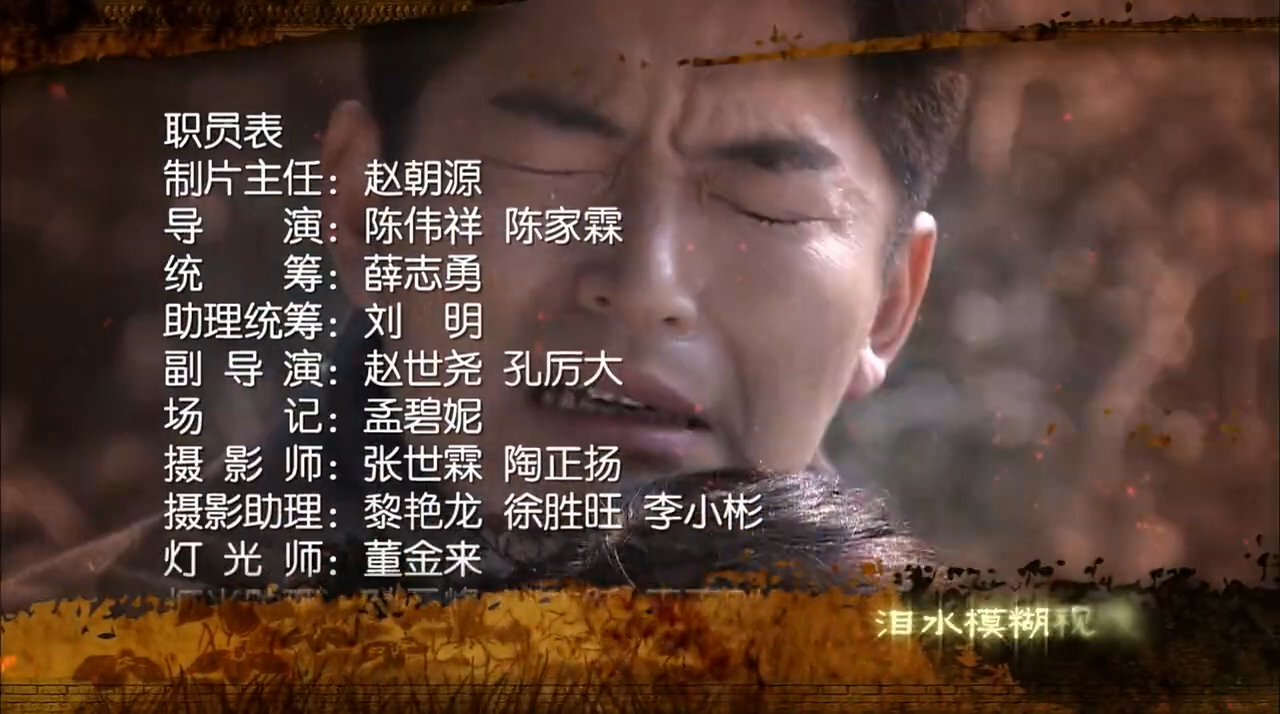 职员表
制片主任：赵朝源
导 演：陈伟祥 陈家霖
统 筹：薛志勇
助理统筹：刘 明
副 导 演：赵世尧 孔厉大
场 记：孟碧妮
摄 影 师：张世霖 陶正扬
摄影助理：黎艳龙 徐胜旺 李小彬
灯 光 师：董金来
泪水模糊视